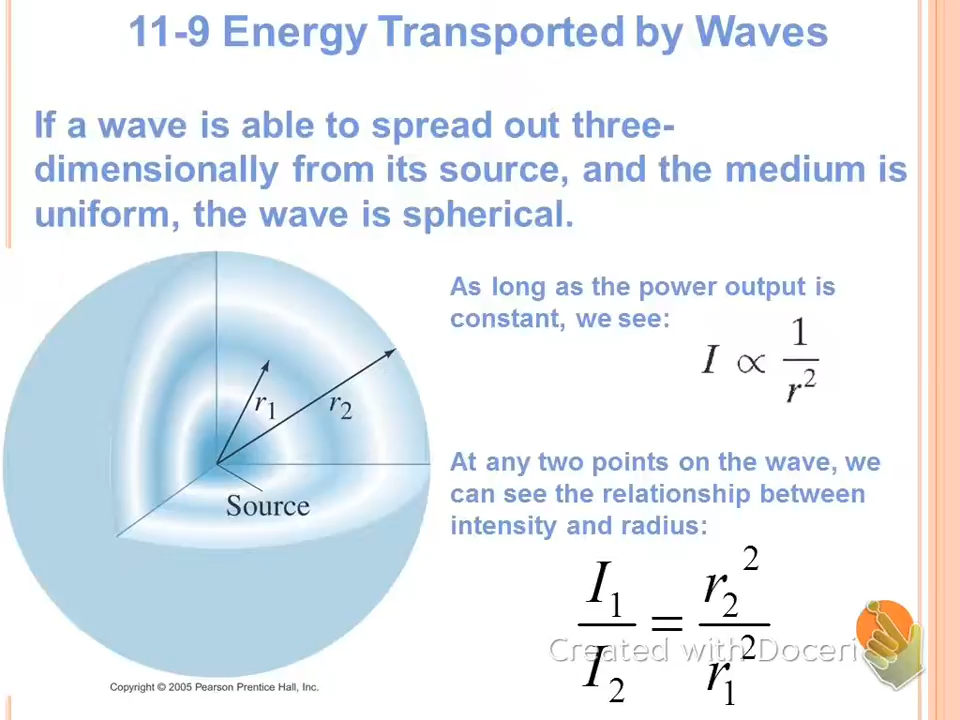 11-9 Energy Transported by Waves
If a wave is able to spread out three-
dimensionally from its source, and the medium is
uniform, the wave is spherical.
As long as the power output is
constant, we see:
I ∝ 1/r²
r₁
r₂
Source
At any two points on the wave, we
can see the relationship between
intensity and radius:
I₁/I₂ = r₂²/r₁²
Created with Doceri
Copyright © 2005 Pearson Prentice Hall, Inc.